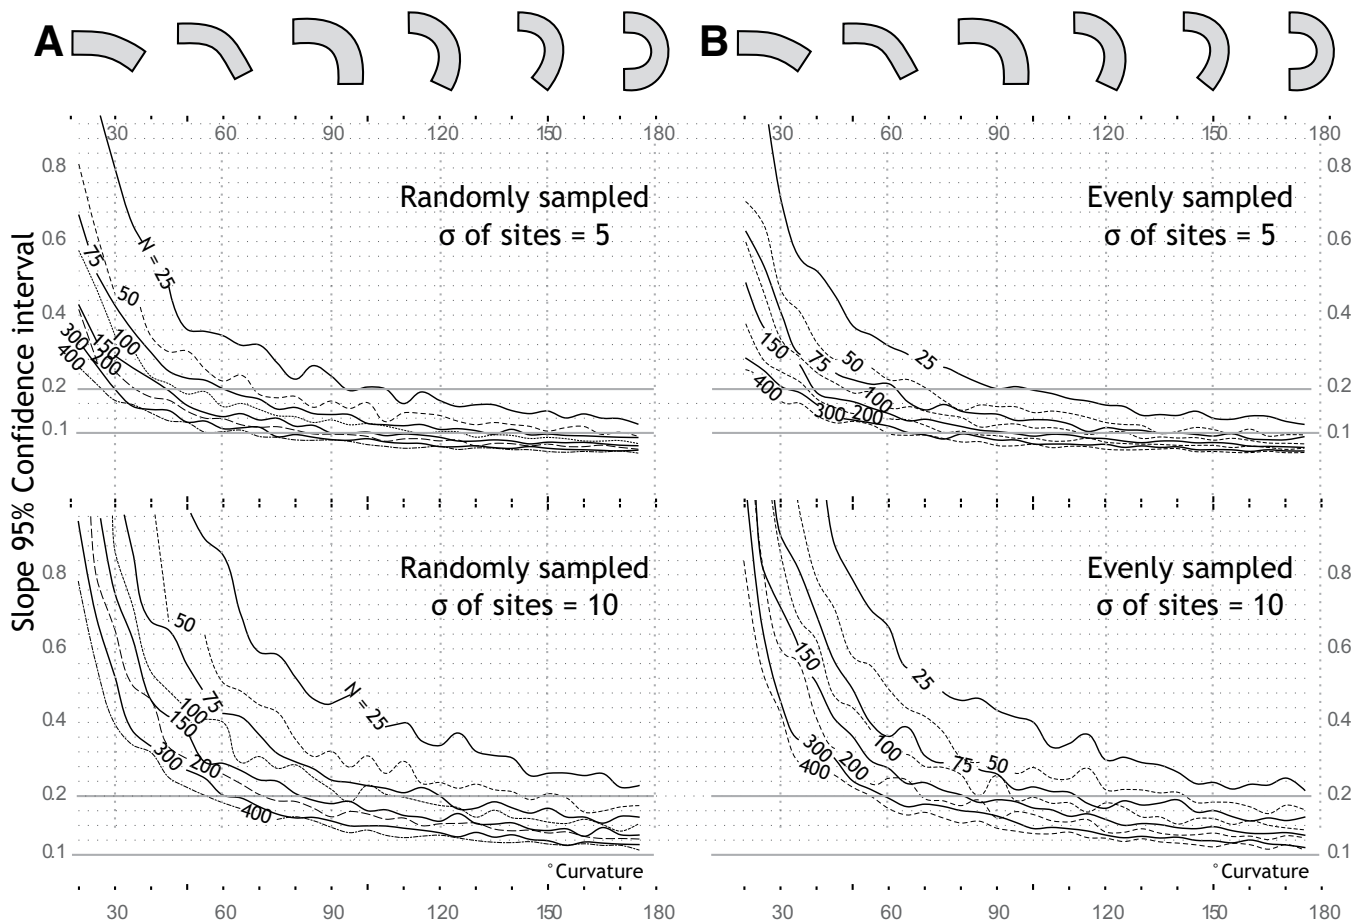 A B
30 60 90 120 150 180 30 60 90 120 150 180
0.8 0.8
Randomly sampled
σ of sites = 5
Evenly sampled
σ of sites = 5
0.6 0.6
N = 25
75
50
0.4 0.4
300 150 100
400 200
150 75 50 25
400 100
300 200
0.2 0.2
0.1 0.1
Slope 95% Confidence interval
Randomly sampled
σ of sites = 10
Evenly sampled
σ of sites = 10
0.8 0.8
0.6 0.6
50
N = 25
75
100
150
300 200
400
150
25
100
75 50
300 200
400
0.4 0.4
0.2 0.2
0.1 0.1
°Curvature °Curvature
30 60 90 120 150 180 30 60 90 120 150 180